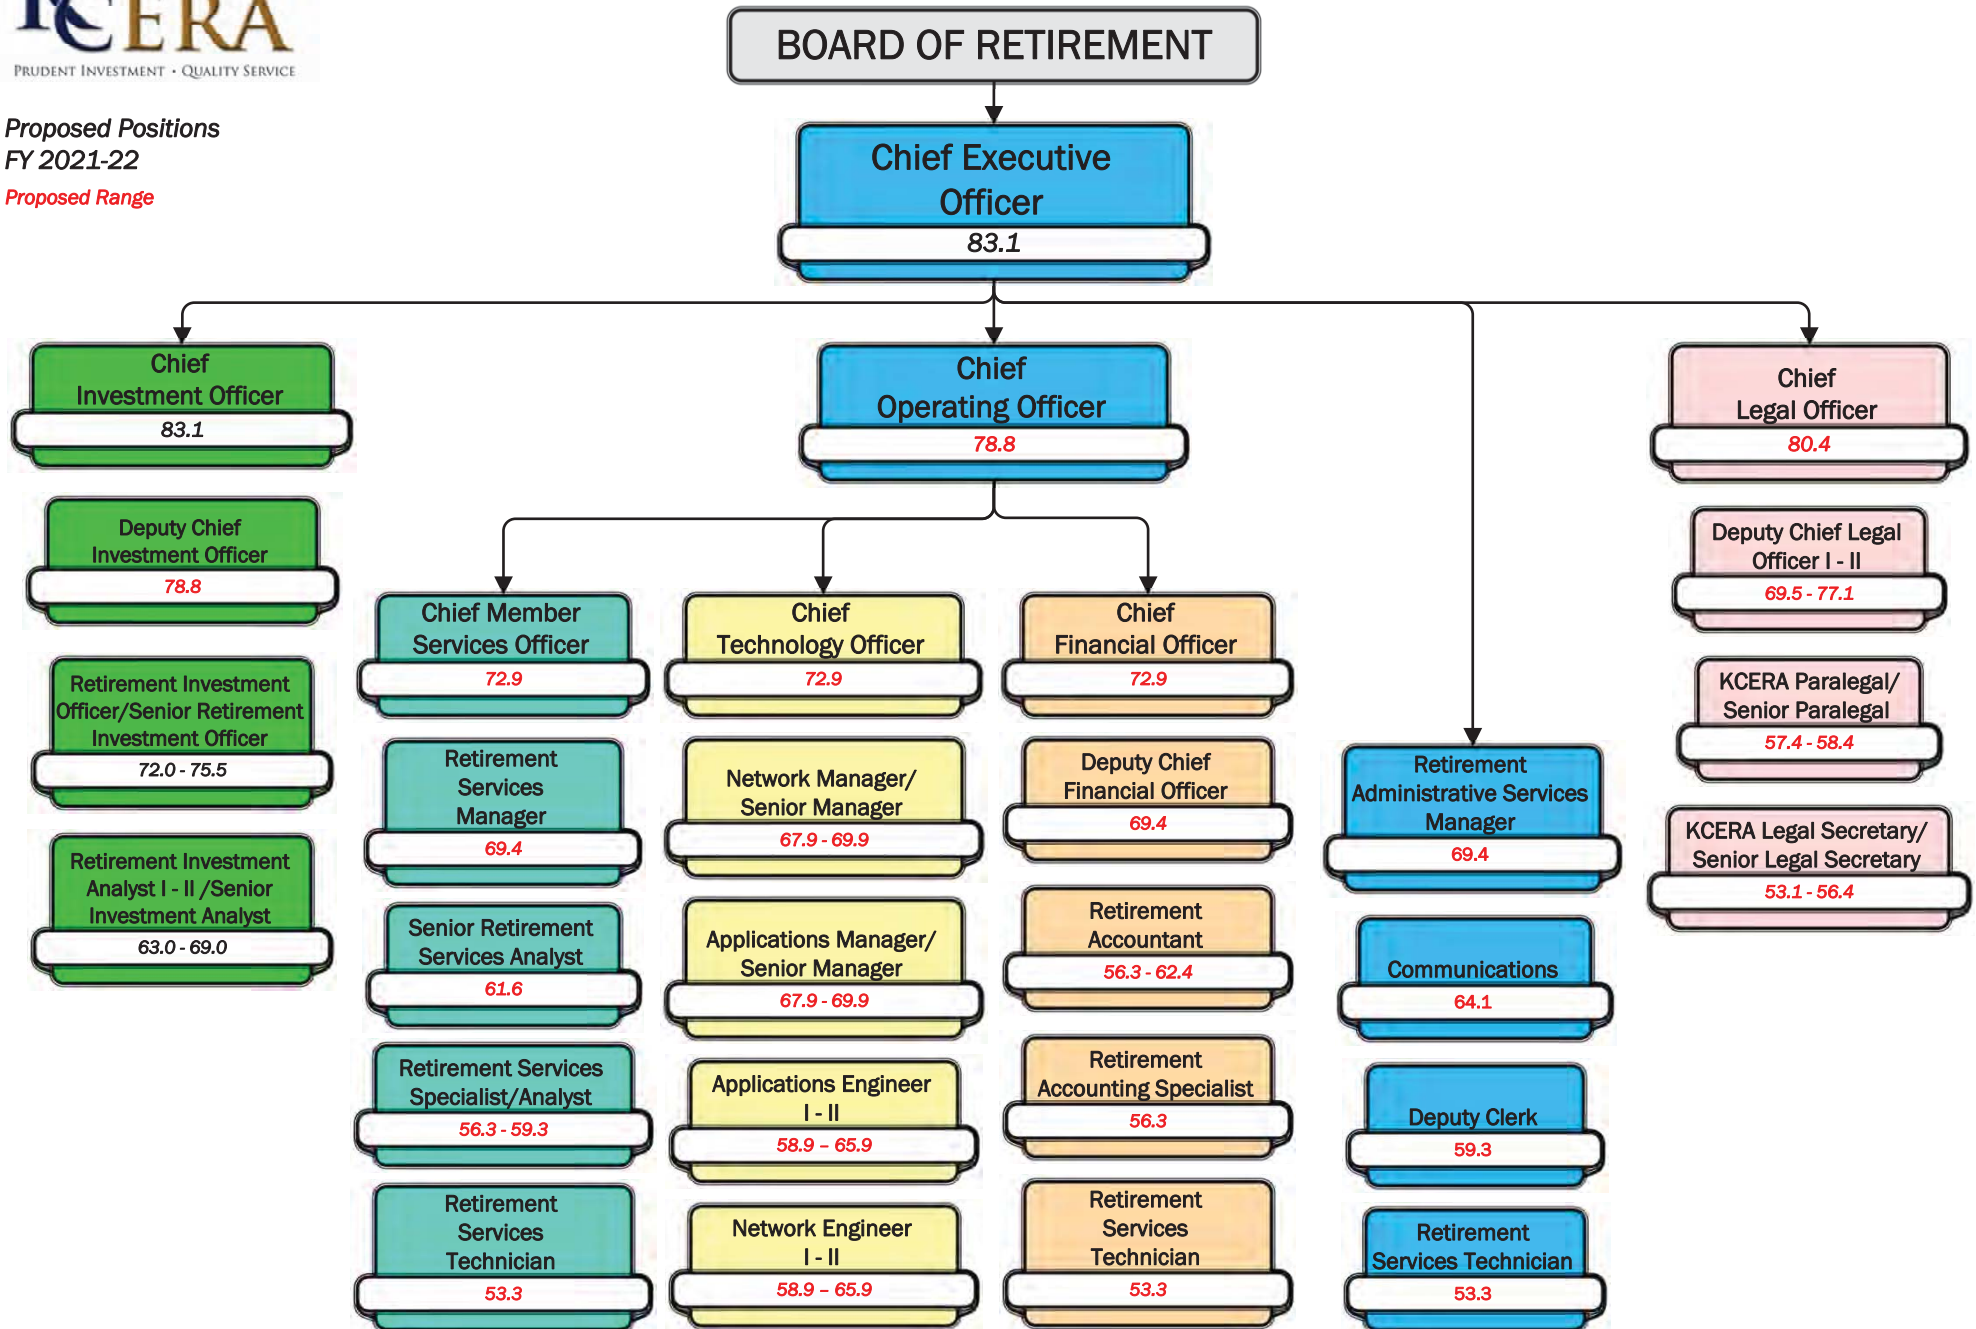 KCERA
PRUDENT INVESTMENT • QUALITY SERVICE
Proposed Positions
FY 2021-22
Proposed Range
BOARD OF RETIREMENT
Chief Executive
Officer
83.1
Chief
Investment Officer
83.1
Deputy Chief
Investment Officer
78.8
Retirement Investment
Officer/Senior Retirement
Investment Officer
72.0 - 75.5
Retirement Investment
Analyst I - II /Senior
Investment Analyst
63.0 - 69.0
Chief
Operating Officer
78.8
Chief Member
Services Officer
72.9
Retirement
Services
Manager
69.4
Senior Retirement
Services Analyst
61.6
Retirement Services
Specialist/Analyst
56.3 - 59.3
Retirement
Services
Technician
53.3
Chief
Technology Officer
72.9
Network Manager/
Senior Manager
67.9 - 69.9
Applications Manager/
Senior Manager
67.9 - 69.9
Applications Engineer
I - II
58.9 – 65.9
Network Engineer
I - II
58.9 – 65.9
Chief
Financial Officer
72.9
Deputy Chief
Financial Officer
69.4
Retirement
Accountant
56.3 - 62.4
Retirement
Accounting Specialist
56.3
Retirement
Services
Technician
53.3
Retirement
Administrative Services
Manager
69.4
Communications
64.1
Deputy Clerk
59.3
Retirement
Services Technician
53.3
Chief
Legal Officer
80.4
Deputy Chief Legal
Officer I - II
69.5 - 77.1
KCERA Paralegal/
Senior Paralegal
57.4 - 58.4
KCERA Legal Secretary/
Senior Legal Secretary
53.1 - 56.4